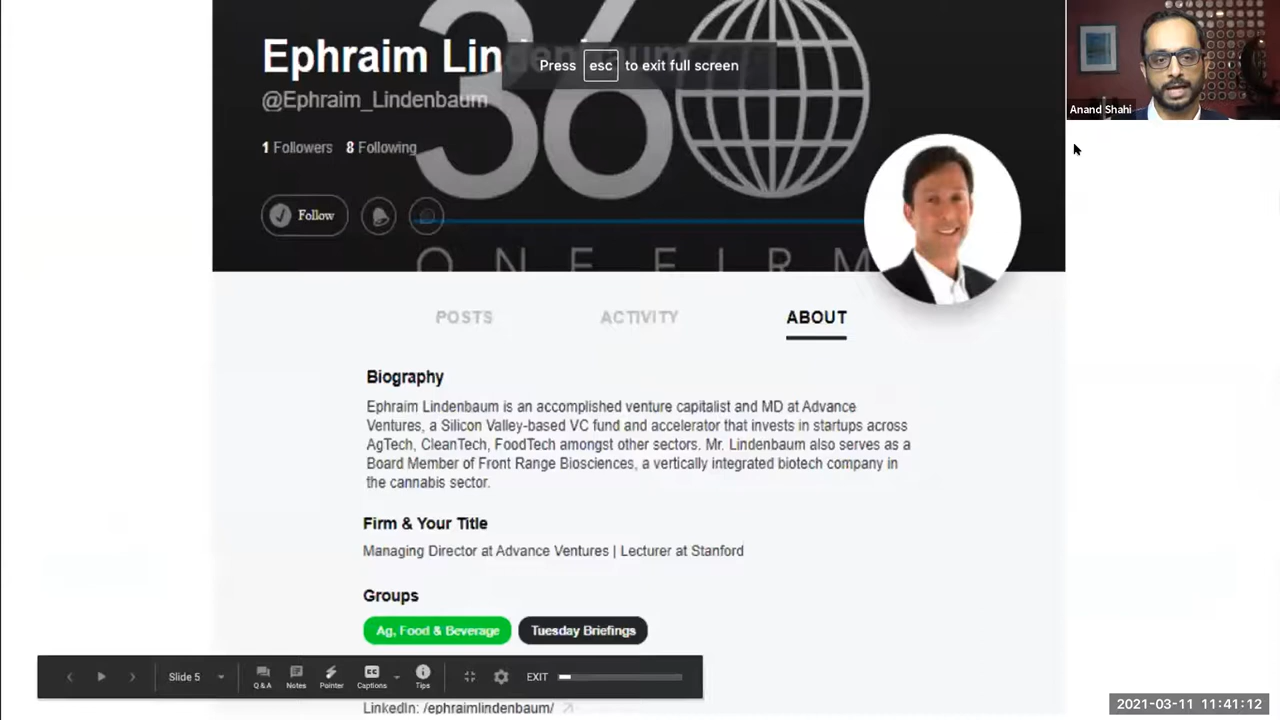 Ephraim Lindenbaum
@Ephraim_Lindenbaum
1 Followers 8 Following
Follow
Press esc to exit full screen
360
ONE FIRM
Anand Shahi
POSTS ACTIVITY ABOUT
Biography
Ephraim Lindenbaum is an accomplished venture capitalist and MD at Advance
Ventures, a Silicon Valley-based VC fund and accelerator that invests in startups across
AgTech, CleanTech, FoodTech amongst other sectors. Mr. Lindenbaum also serves as a
Board Member of Front Range Biosciences, a vertically integrated biotech company in
the cannabis sector.
Firm & Your Title
Managing Director at Advance Ventures | Lecturer at Stanford
Groups
Ag, Food & Beverage Tuesday Briefings
Slide 5 Q&A Notes Pointer Captions Tips EXIT
LinkedIn: /ephraimlindenbaum/
2021-03-11 11:41:12